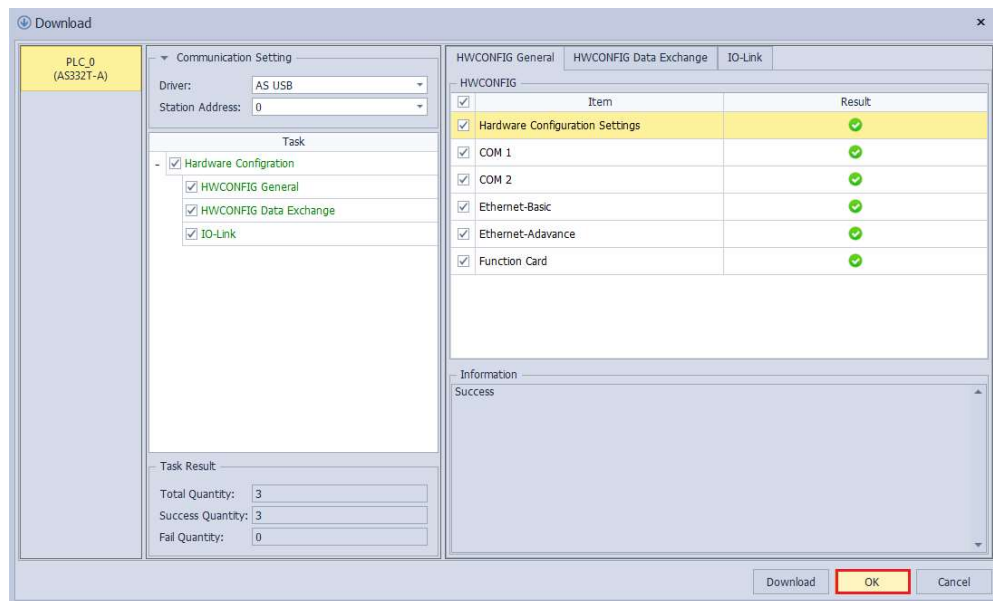 Download
PLC_0
(AS332T-A)
Communication Setting
Driver: AS USB
Station Address: 0
Task
Hardware Configration
HWCONFIG General
HWCONFIG Data Exchange
IO-Link
Task Result
Total Quantity: 3
Success Quantity: 3
Fail Quantity: 0
HWCONFIG General HWCONFIG Data Exchange IO-Link
HWCONFIG
Item Result
Hardware Configuration Settings
COM 1
COM 2
Ethernet-Basic
Ethernet-Adavance
Function Card
Information
Success
Download OK Cancel